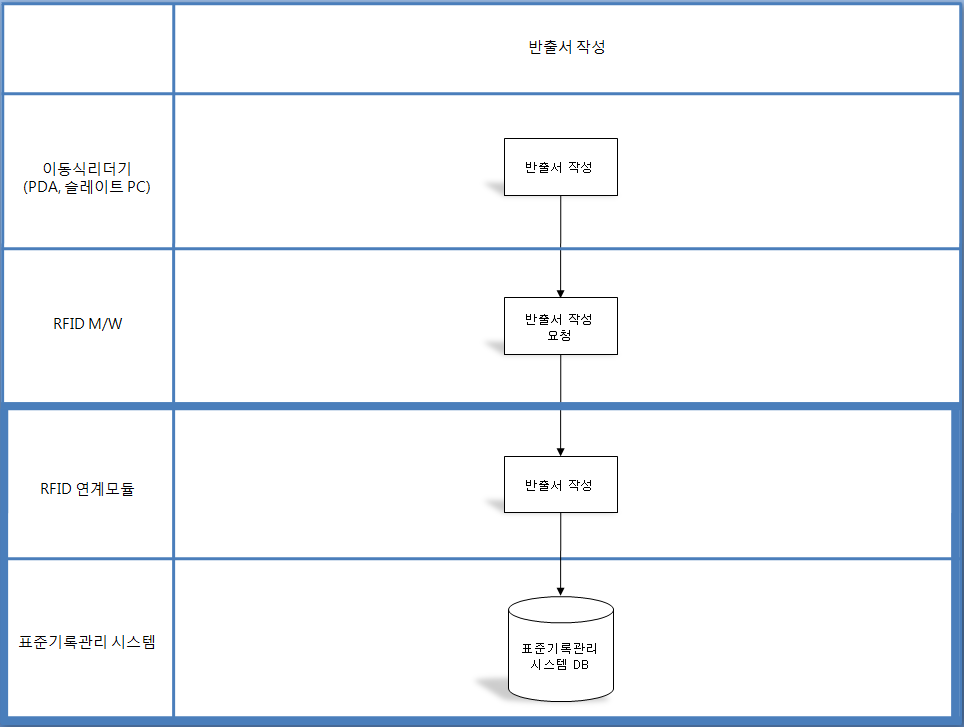 반출서 작성
이동식리더기
(PDA, 슬레이트 PC)
반출서 작성
RFID M/W
반출서 작성
요청
RFID 연계모듈
반출서 작성
표준기록관리 시스템
표준기록관리
시스템 DB